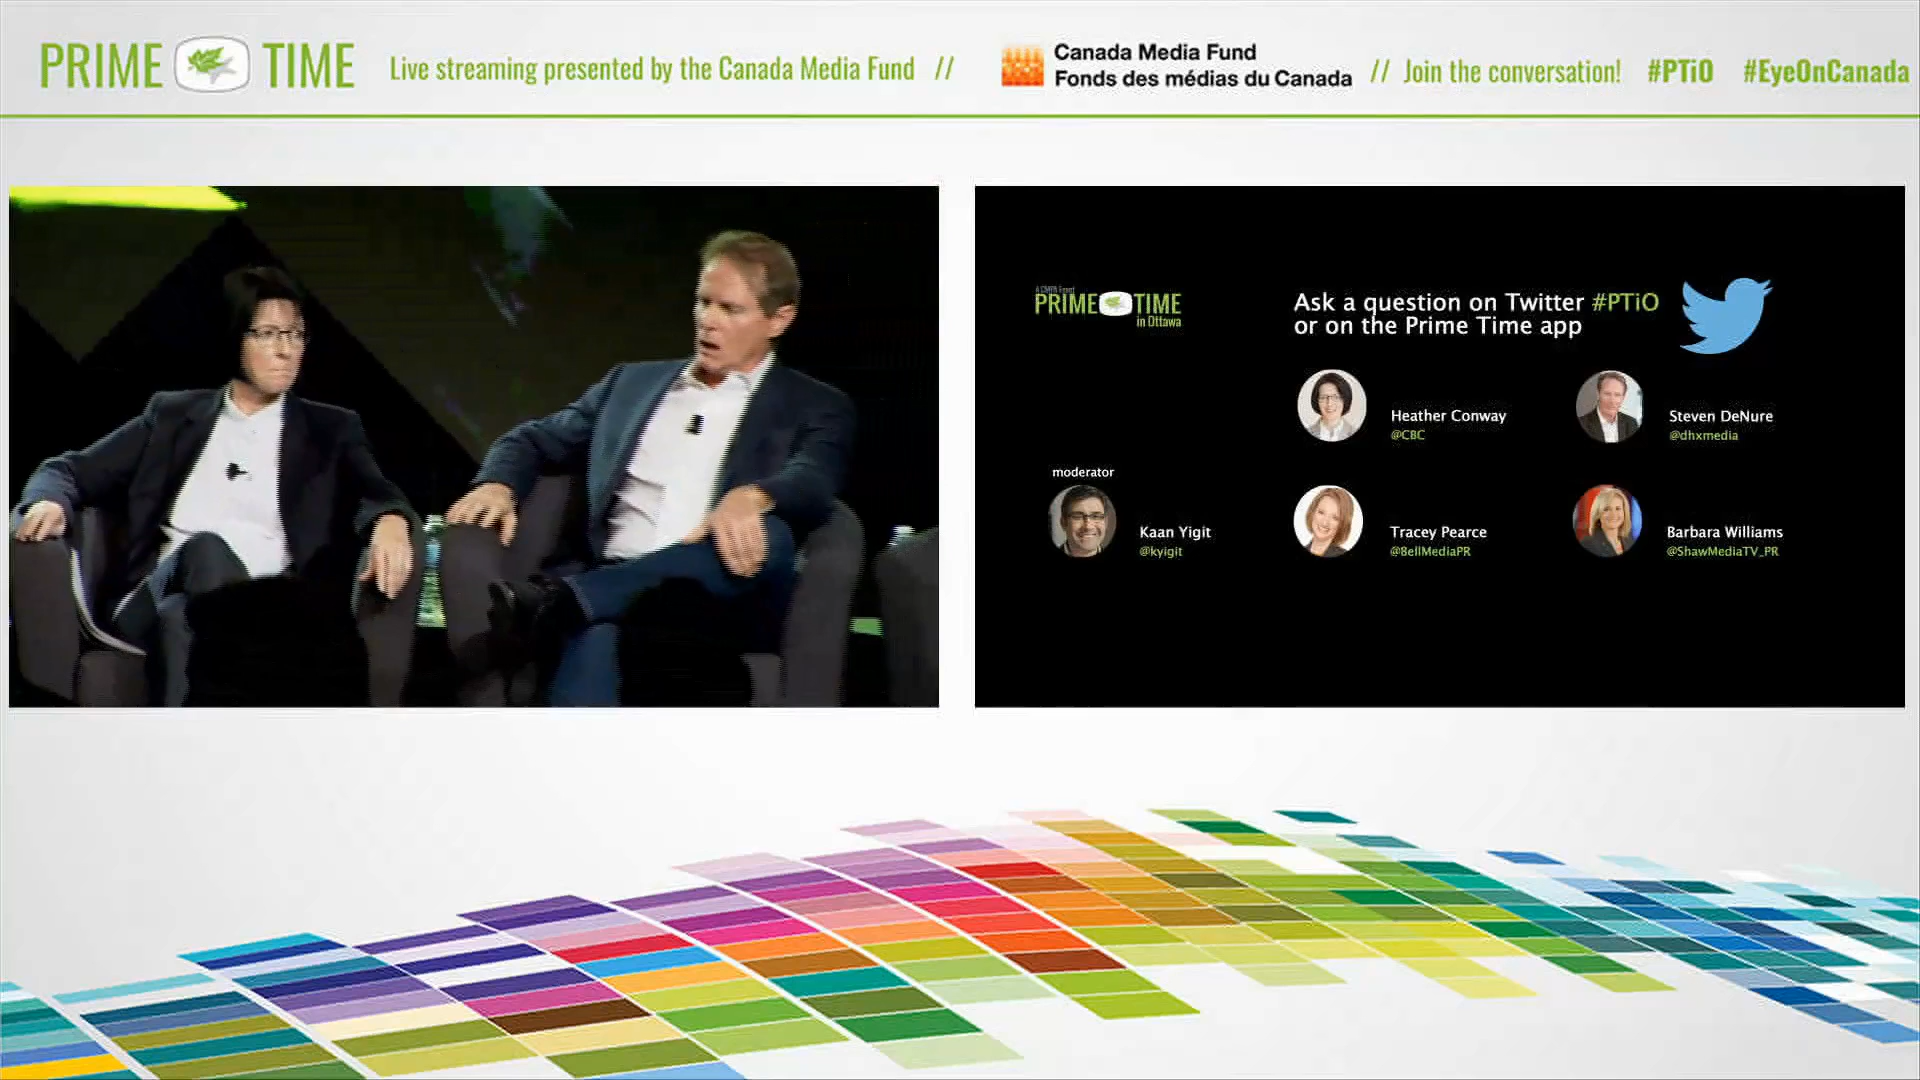 PRIME TIME
Live streaming presented by the Canada Media Fund //
Canada Media Fund
Fonds des médias du Canada
// Join the conversation! #PTiO #EyeOnCanada
A CMPA Event
PRIME TIME
in Ottawa
Ask a question on Twitter #PTiO
or on the Prime Time app
Heather Conway
@CBC
Steven DeNure
@dhxmedia
moderator
Kaan Yigit
@kyigit
Tracey Pearce
@BellMediaPR
Barbara Williams
@ShawMediaTV_PR